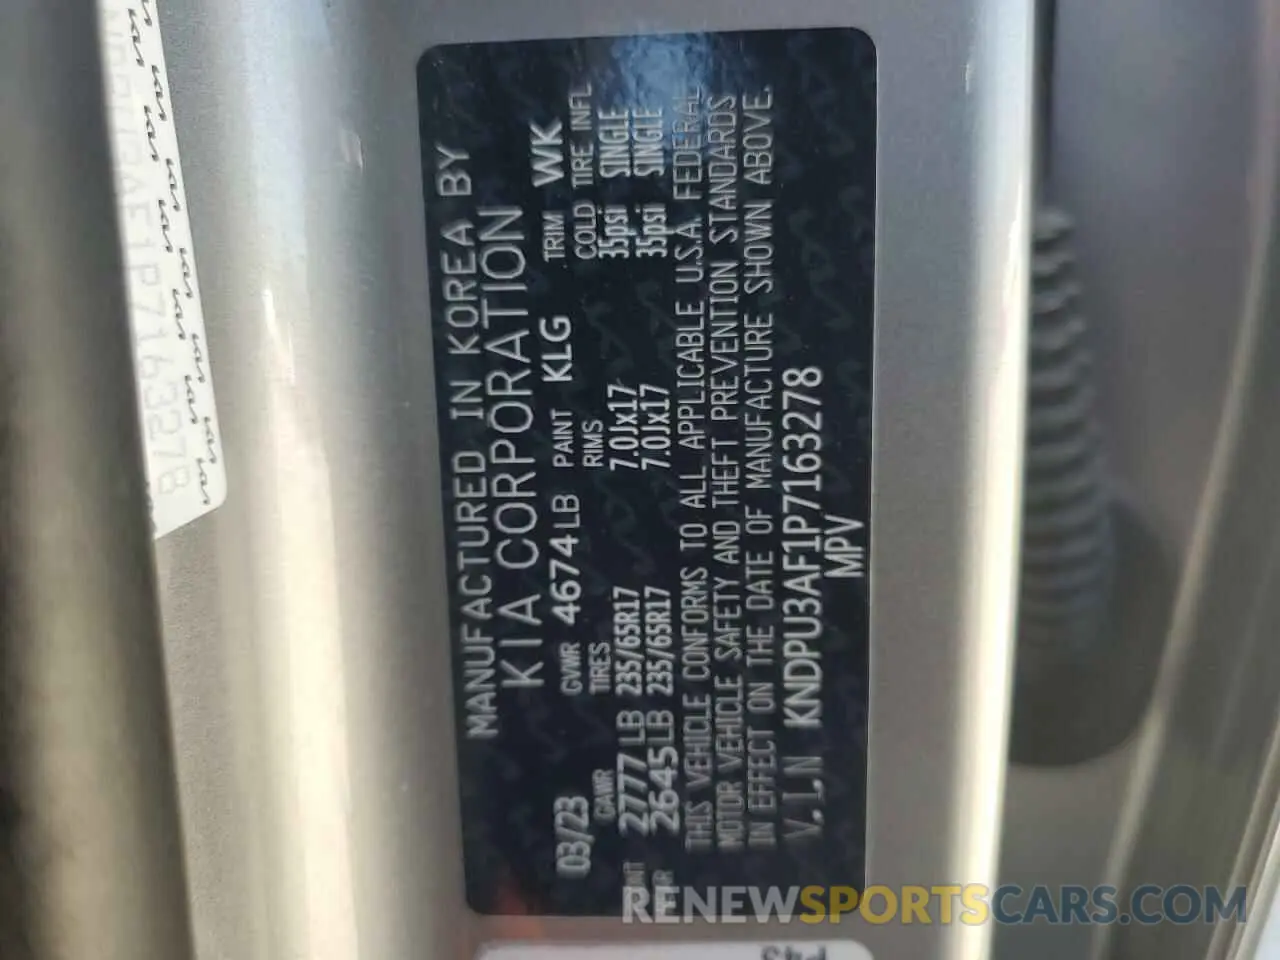 MANUFACTURED IN KOREA BY
KIA CORPORATION
03/23 GVWR 4674LB PAINT KLG TRIM WK
GAWR TIRES RIMS COLD TIRE INFL
2777LB 235/65R17 7.0Jx17 35psi SINGLE
2645LB 235/65R17 7.0Jx17 35psi SINGLE
THIS VEHICLE CONFORMS TO ALL APPLICABLE U.S.A. FEDERAL
MOTOR VEHICLE SAFETY AND THEFT PREVENTION STANDARDS
IN EFFECT ON THE DATE OF MANUFACTURE SHOWN ABOVE.
V.I.N KNDPU3AF1P7163278
MPV
RENEWSPORTSCARS.COM